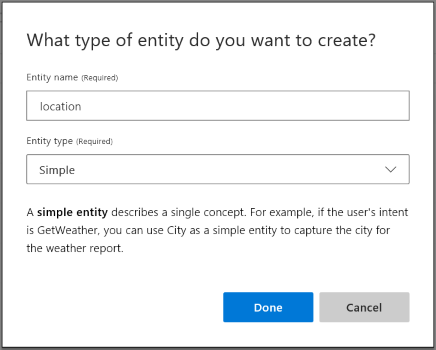 What type of entity do you want to create?
Entity name (Required)
location
Entity type (Required)
Simple
A simple entity describes a single concept. For example, if the user's intent
is GetWeather, you can use City as a simple entity to capture the city for
the weather report.
Done
Cancel